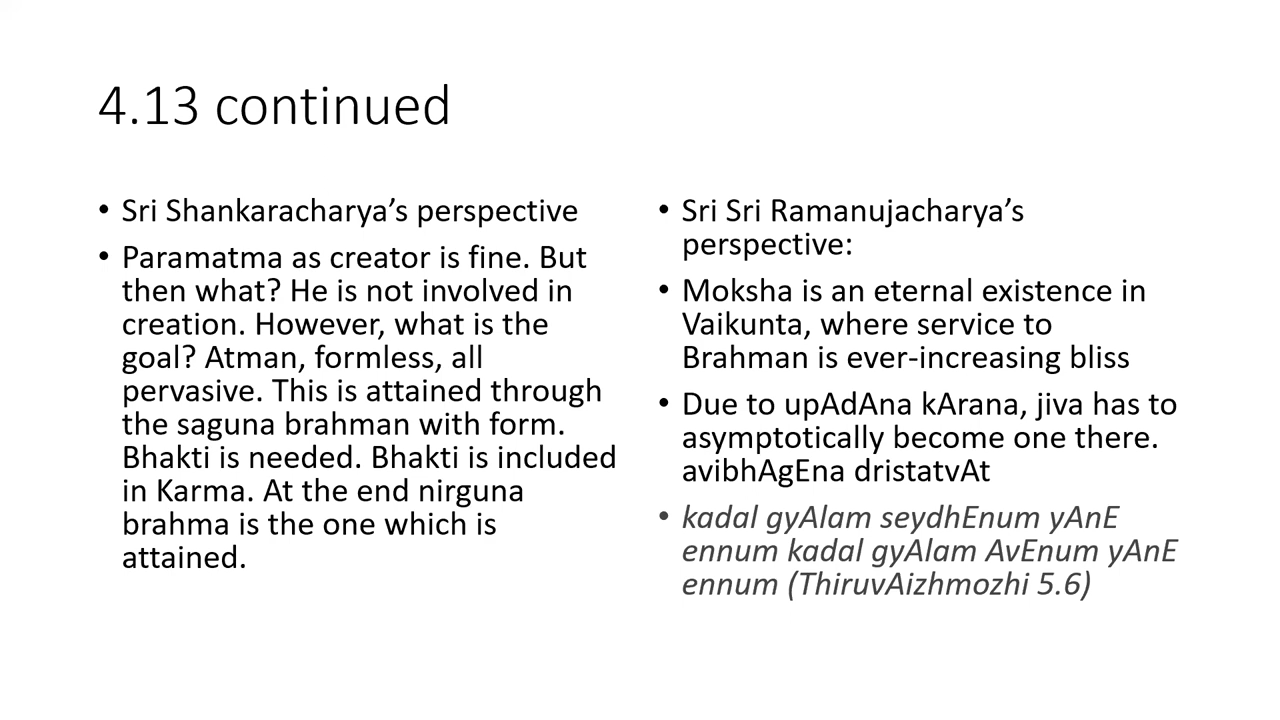 4.13 continued
• Sri Shankaracharya’s perspective
• Paramatma as creator is fine. But
then what? He is not involved in
creation. However, what is the
goal? Atman, formless, all
pervasive. This is attained through
the saguna brahman with form.
Bhakti is needed. Bhakti is included
in Karma. At the end nirguna
brahma is the one which is
attained.
• Sri Sri Ramanujacharya’s
perspective:
• Moksha is an eternal existence in
Vaikunta, where service to
Brahman is ever-increasing bliss
• Due to upAdAna kArana, jiva has to
asymptotically become one there.
avibhAgEna dristatvAt
• kadal gyAlam seydhEnum yAnE
ennum kadal gyAlam AvEnum yAnE
ennum (ThiruvAizhmozhi 5.6)